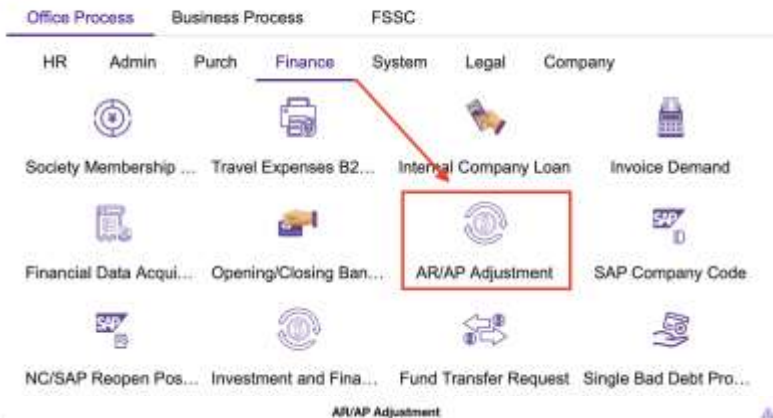 Office Process Business Process FSSC
HR Admin Purch Finance System Legal Company
Society Membership ... Travel Expenses B2... Internal Company Loan Invoice Demand
SAP
Financial Data Acqui... Opening/Closing Ban... AR/AP Adjustment SAP Company Code
SAP
NC/SAP Reopen Pos... Investment and Fina... Fund Transfer Request Single Bad Debt Pro...
AR/AP Adjustment